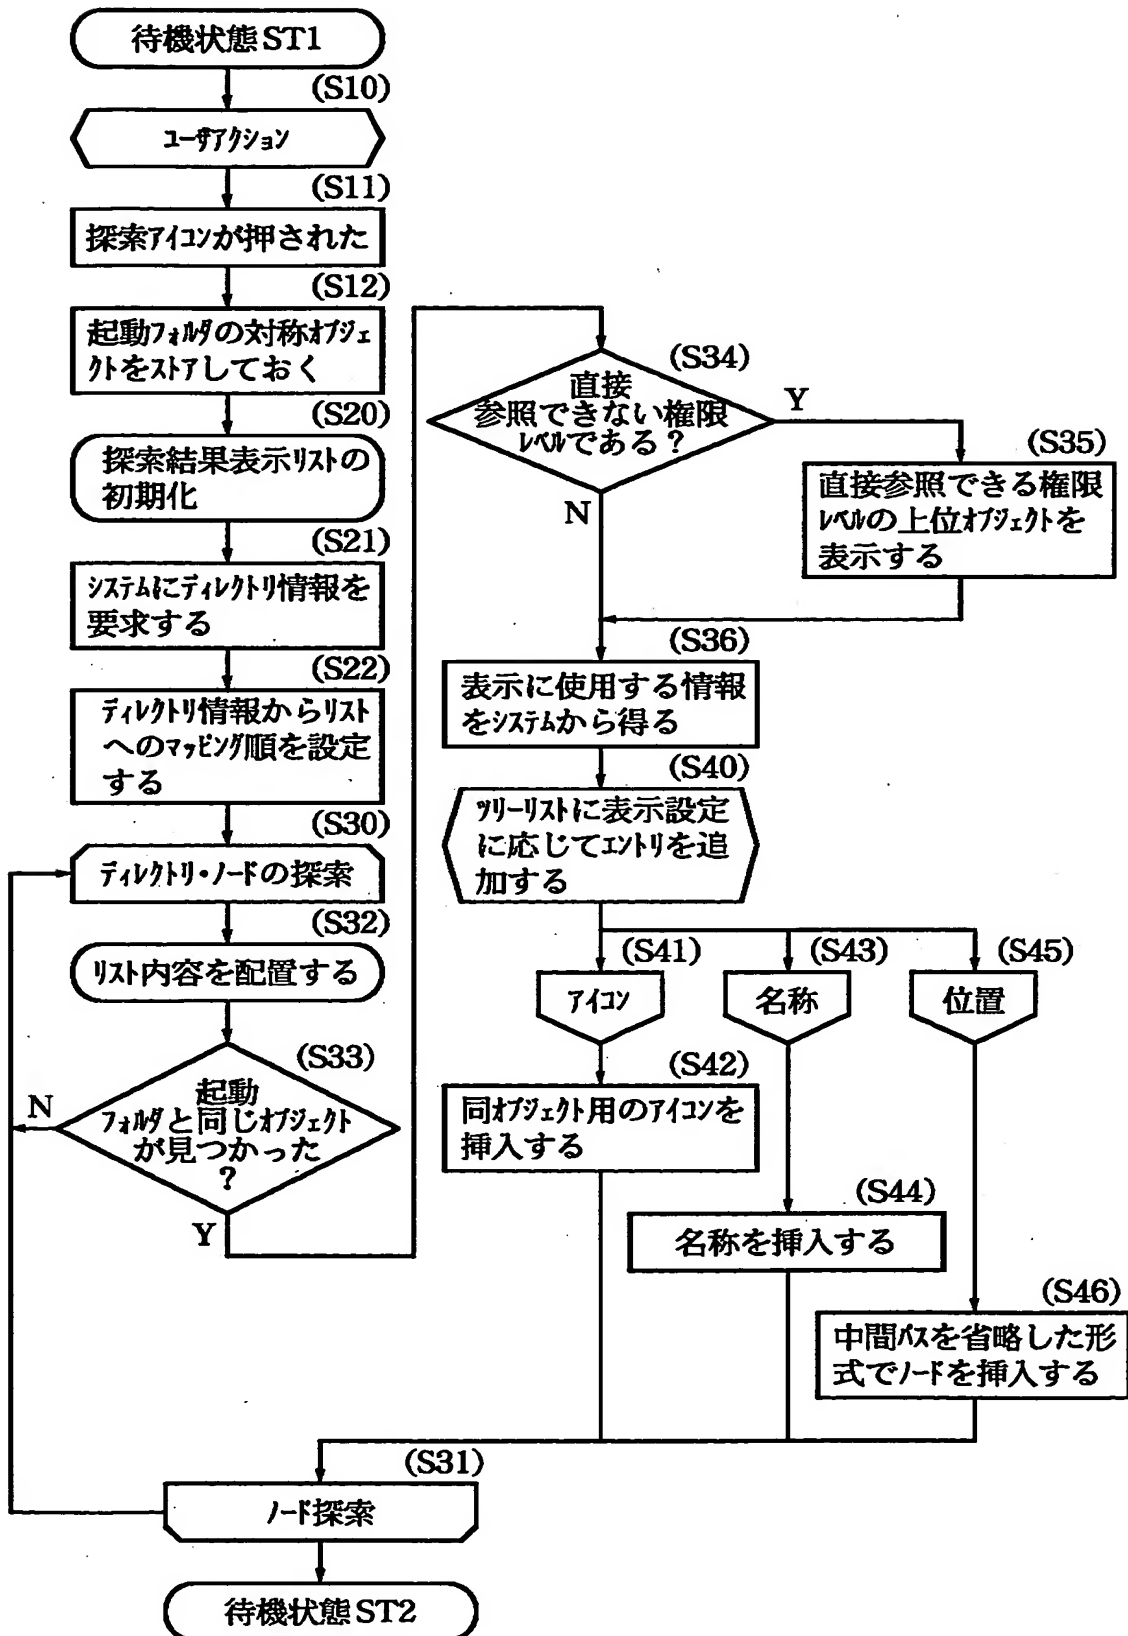 待機状態ST1
(S10)
ユーザアクション
(S11)
探索アイコンが押された
(S12)
起動フォルダの対称オブジェ
クトをストアしておく
(S20)
探索結果表示リストの
初期化
(S21)
システムにディレクトリ情報を
要求する
(S22)
ディレクトリ情報からリスト
へのマッピング順を設定
する
(S30)
ディレクトリ・ノードの探索
(S32)
リスト内容を配置する
(S33)
起動
フォルダと同じオブジェクト
が見つかった
?
N
Y
(S34)
直接
参照できない権限
レベルである?
Y
N
(S35)
直接参照できる権限
レベルの上位オブジェクトを
表示する
(S36)
表示に使用する情報
をシステムから得る
(S40)
ツリーリストに表示設定
に応じてエントリを追
加する
(S41)
アイコン
(S43)
名称
(S45)
位置
(S42)
同オブジェクト用のアイコンを
挿入する
(S44)
名称を挿入する
(S46)
中間パスを省略した形
式でノードを挿入する
(S31)
ノード探索
待機状態ST2